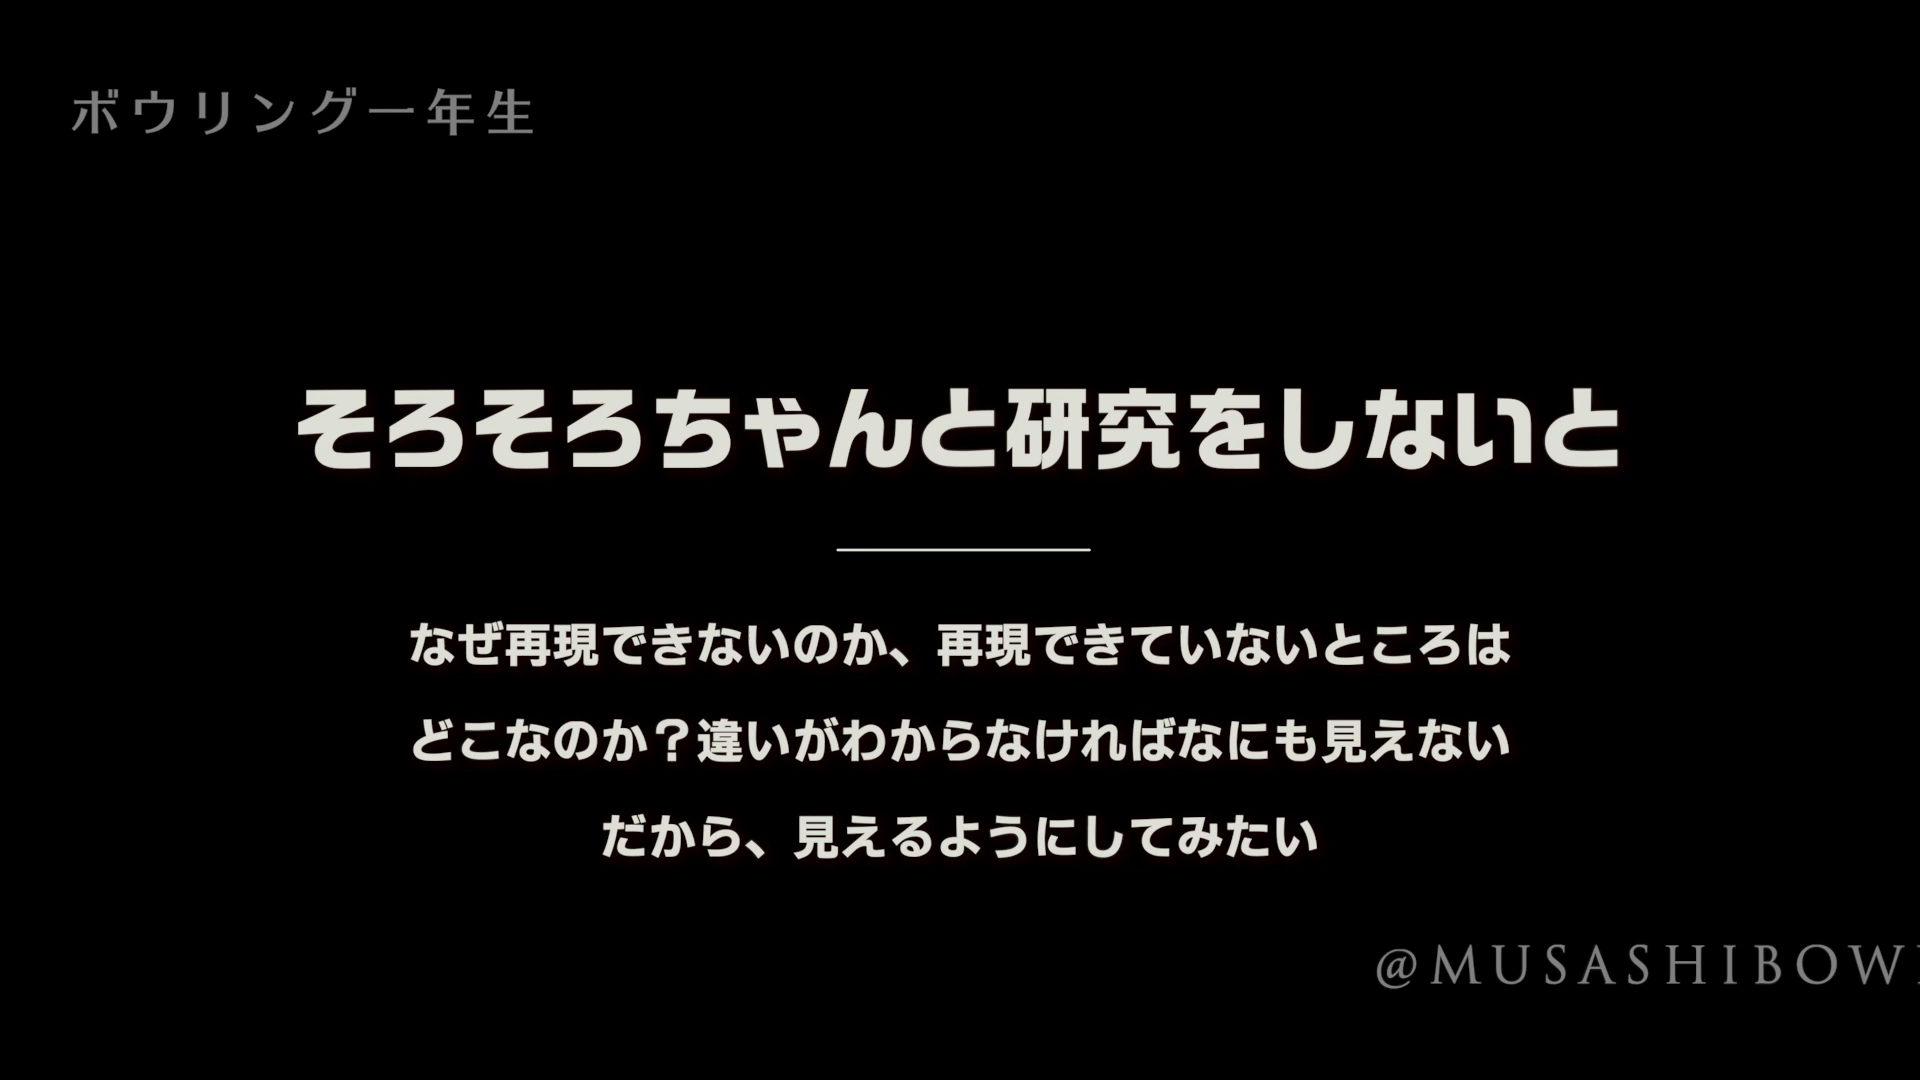 ボウリング一年生
そろそろちゃんと研究をしないと
なぜ再現できないのか、再現できていないところは
どこなのか？違いがわからなければなにも見えない
だから、見えるようにしてみたい
@MUSASHIBOW